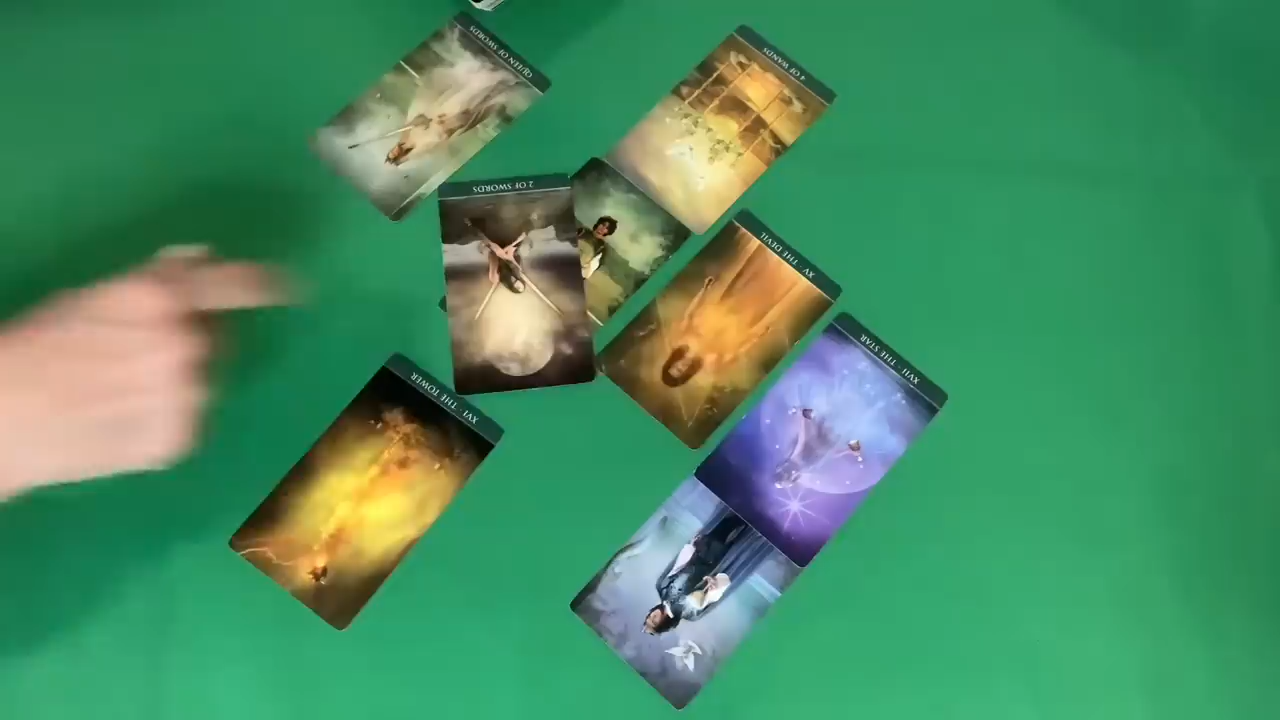 QUEEN OF SWORDS
4 OF WANDS
2 OF SWORDS
XV · THE DEVIL
XVII · THE STAR
XVI · THE TOWER